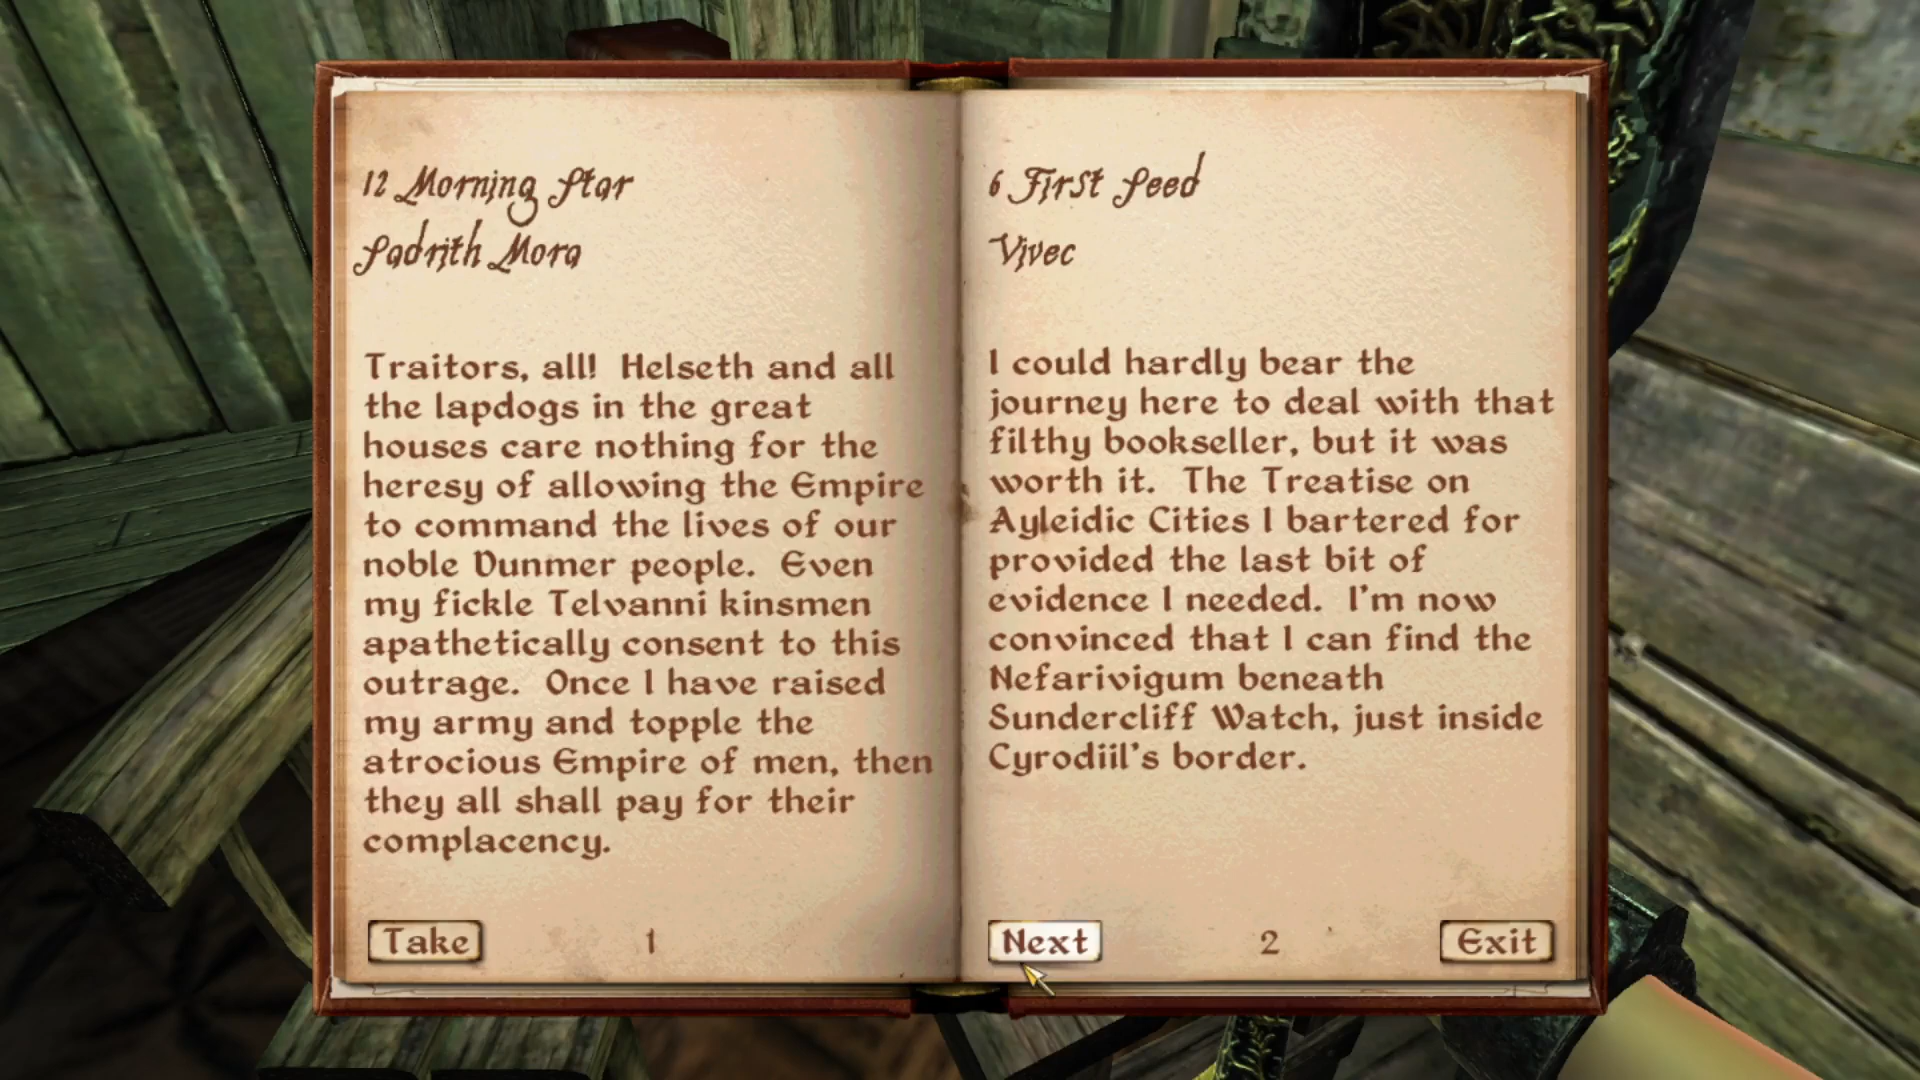 12 Morning Star
Sadrith Mora
Traitors, all! Helseth and all
the lapdogs in the great
houses care nothing for the
heresy of allowing the Empire
to command the lives of our
noble Dunmer people. Even
my fickle Telvanni kinsmen
apathetically consent to this
outrage. Once I have raised
my army and topple the
atrocious Empire of men, then
they all shall pay for their
complacency.
Take
1
6 First Seed
Vivec
I could hardly bear the
journey here to deal with that
filthy bookseller, but it was
worth it. The Treatise on
Ayleidic Cities I bartered for
provided the last bit of
evidence I needed. I'm now
convinced that I can find the
Nefarivigum beneath
Sundercliff Watch, just inside
Cyrodiil's border.
Next
2
Exit